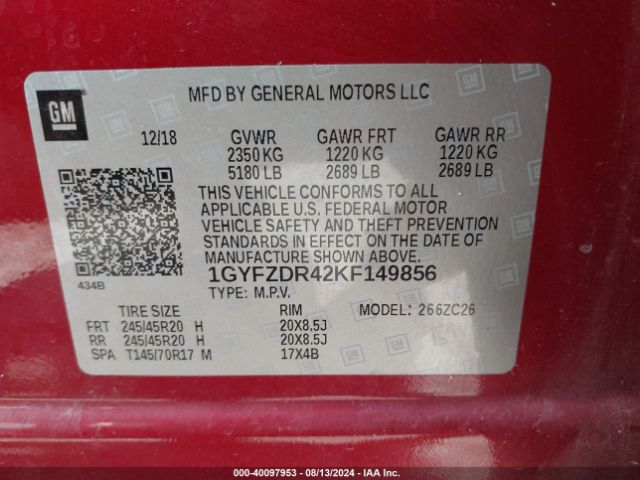 GM
MFD BY GENERAL MOTORS LLC
12/18 GVWR GAWR FRT GAWR RR
2350 KG 1220 KG 1220 KG
5180 LB 2689 LB 2689 LB
THIS VEHICLE CONFORMS TO ALL
APPLICABLE U.S. FEDERAL MOTOR
VEHICLE SAFETY AND THEFT PREVENTION
STANDARDS IN EFFECT ON THE DATE OF
MANUFACTURE SHOWN ABOVE.
434B 1GYFZDR42KF149856
TYPE: M.P.V.
TIRE SIZE RIM MODEL: 266ZC26
FRT 245/45R20 H 20X8.5J
RR 245/45R20 H 20X8.5J
SPA T145/70R17 M 17X4B
000-40097953 - 08/13/2024 - IAA Inc.